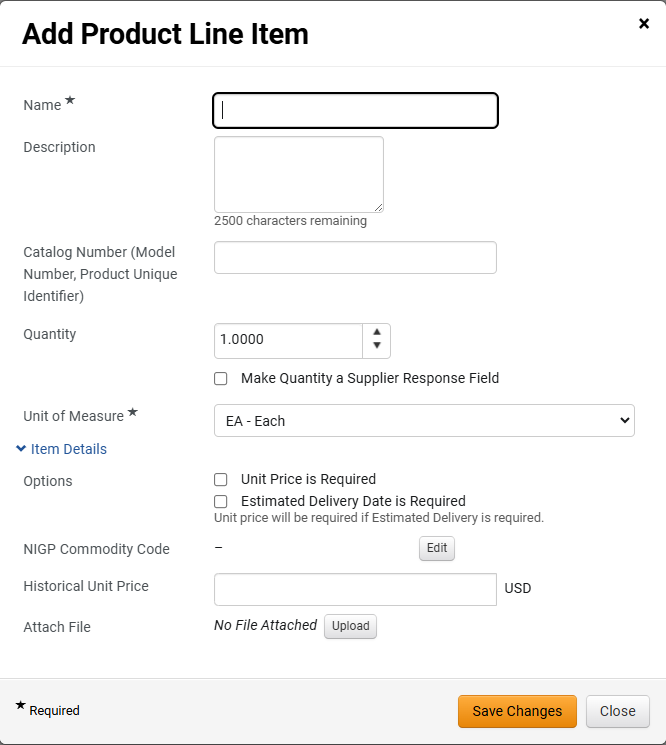 Add Product Line Item
×
Name ★
Description
2500 characters remaining
Catalog Number (Model
Number, Product Unique
Identifier)
Quantity
1.0000
Make Quantity a Supplier Response Field
Unit of Measure ★
EA - Each
Item Details
Options
Unit Price is Required
Estimated Delivery Date is Required
Unit price will be required if Estimated Delivery is required.
NIGP Commodity Code
– Edit
Historical Unit Price
USD
Attach File
No File Attached Upload
★ Required
Save Changes Close